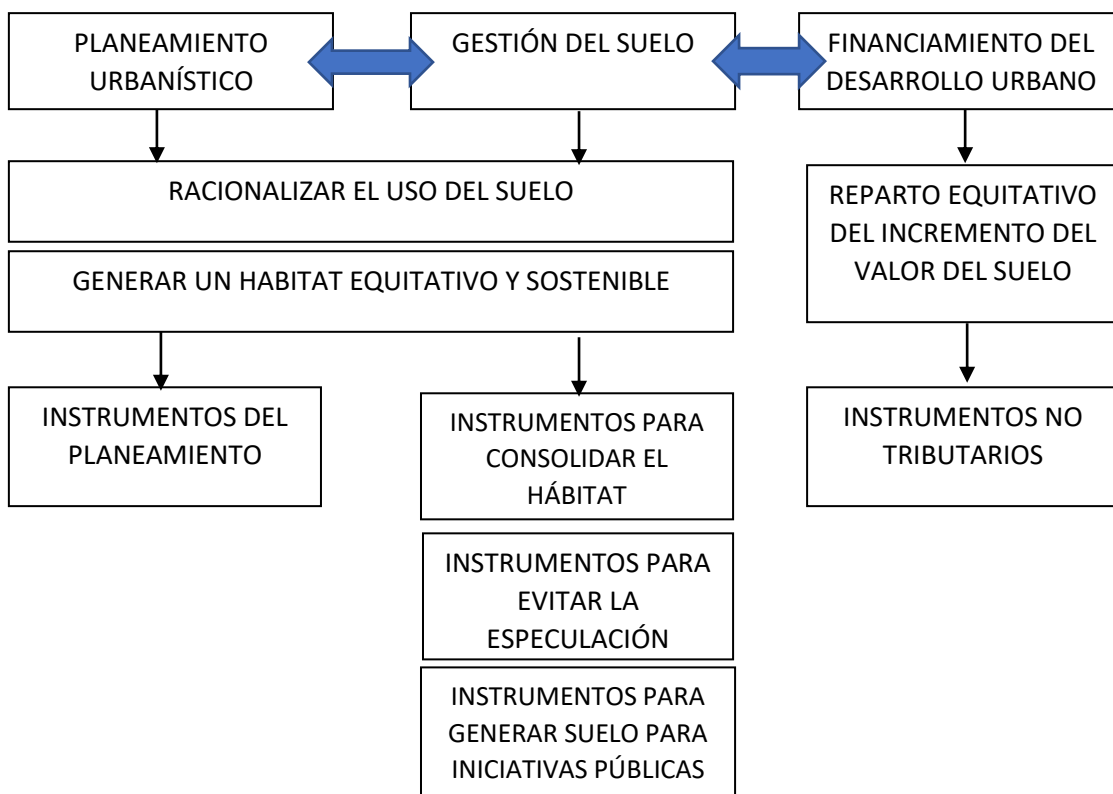 PLANEAMIENTO
URBANÍSTICO
GESTIÓN DEL SUELO
FINANCIAMIENTO DEL
DESARROLLO URBANO
RACIONALIZAR EL USO DEL SUELO
GENERAR UN HABITAT EQUITATIVO Y SOSTENIBLE
REPARTO EQUITATIVO
DEL INCREMENTO DEL
VALOR DEL SUELO
INSTRUMENTOS DEL
PLANEAMIENTO
INSTRUMENTOS PARA
CONSOLIDAR EL
HÁBITAT
INSTRUMENTOS NO
TRIBUTARIOS
INSTRUMENTOS PARA
EVITAR LA
ESPECULACIÓN
INSTRUMENTOS PARA
GENERAR SUELO PARA
INICIATIVAS PÚBLICAS